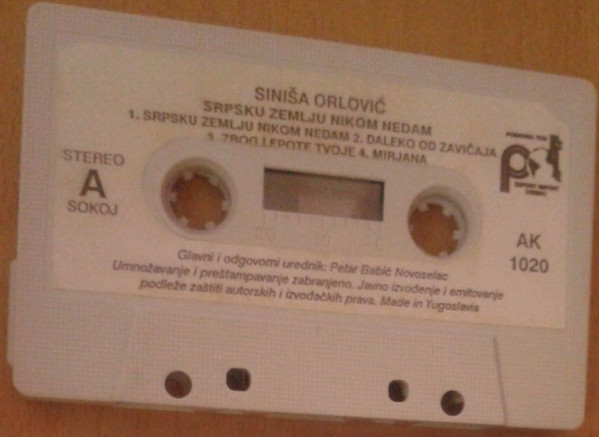 SINIŠA ORLOVIĆ
SRPSKU ZEMLJU NIKOM NEDAM
1. SRPSKU ZEMLJU NIKOM NEDAM 2. DALEKO OD ZAVIČAJA
3. ZBOG LEPOTE TVOJE 4. MIRJANA
STEREO
A
SOKOJ
EXPORT IMPORT
AK
1020
Glavni i odgovorni urednik: Petar Babić Novoselac
Umnožavanje i preštampavanje zabranjeno. Javno izvođenje i emitovanje
podleže zaštiti autorskih i izvođačkih prava. Made in Yugoslavia